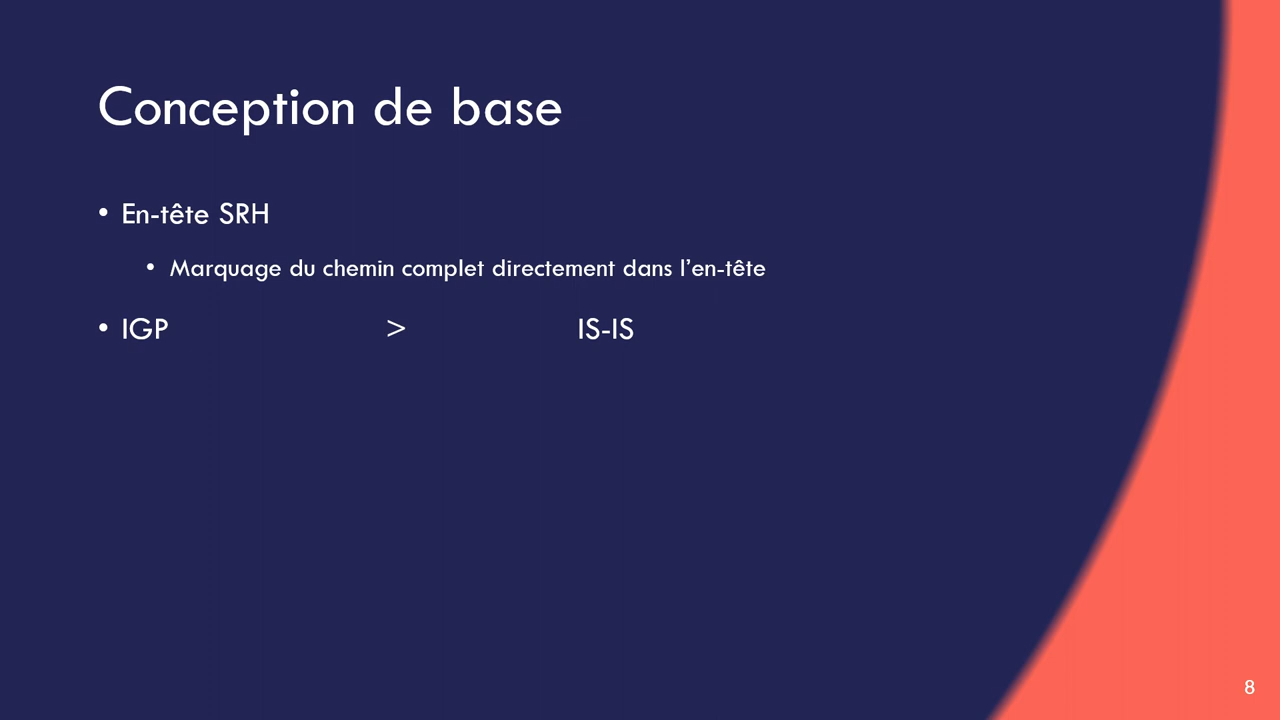 Conception de base
• En-tête SRH
• Marquage du chemin complet directement dans l’en-tête
• IGP > IS-IS
8